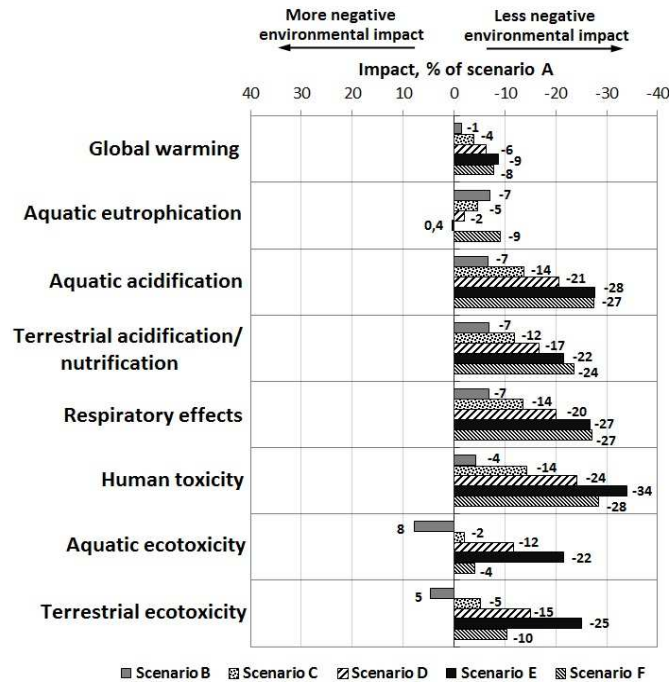 More negative
environmental impact
Less negative
environmental impact
Impact, % of scenario A
40 30 20 10 0 -10 -20 -30 -40
Global warming
-1
-4
-6
-9
-8
Aquatic eutrophication
-7
-5
-2
0,4
-9
Aquatic acidification
-7
-14
-21
-28
-27
Terrestrial acidification/
nutrification
-7
-12
-17
-22
-24
Respiratory effects
-7
-14
-20
-27
-27
Human toxicity
-4
-14
-24
-34
-28
Aquatic ecotoxicity
8
-2
-12
-22
-4
Terrestrial ecotoxicity
5
-5
-15
-25
-10
Scenario B Scenario C Scenario D Scenario E Scenario F